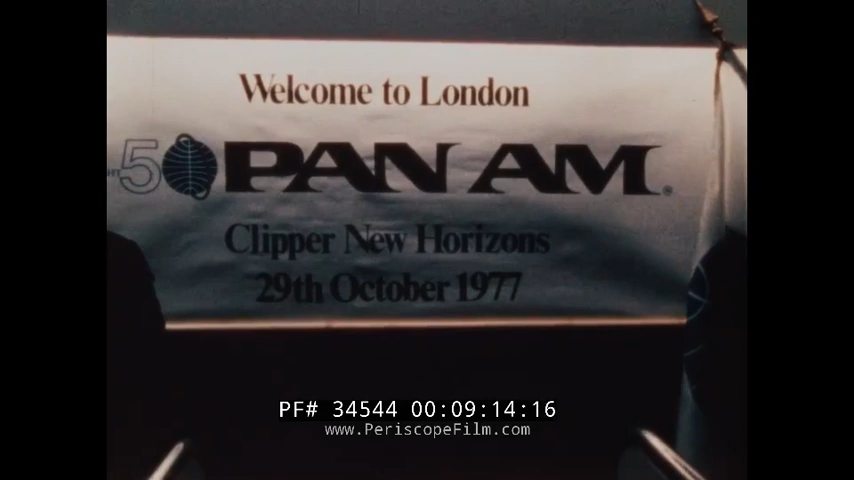 Welcome to London
50 PAN AM®
Clipper New Horizons
29th October 1977
PF# 34544 00:09:14:16
www.PeriscopeFilm.com